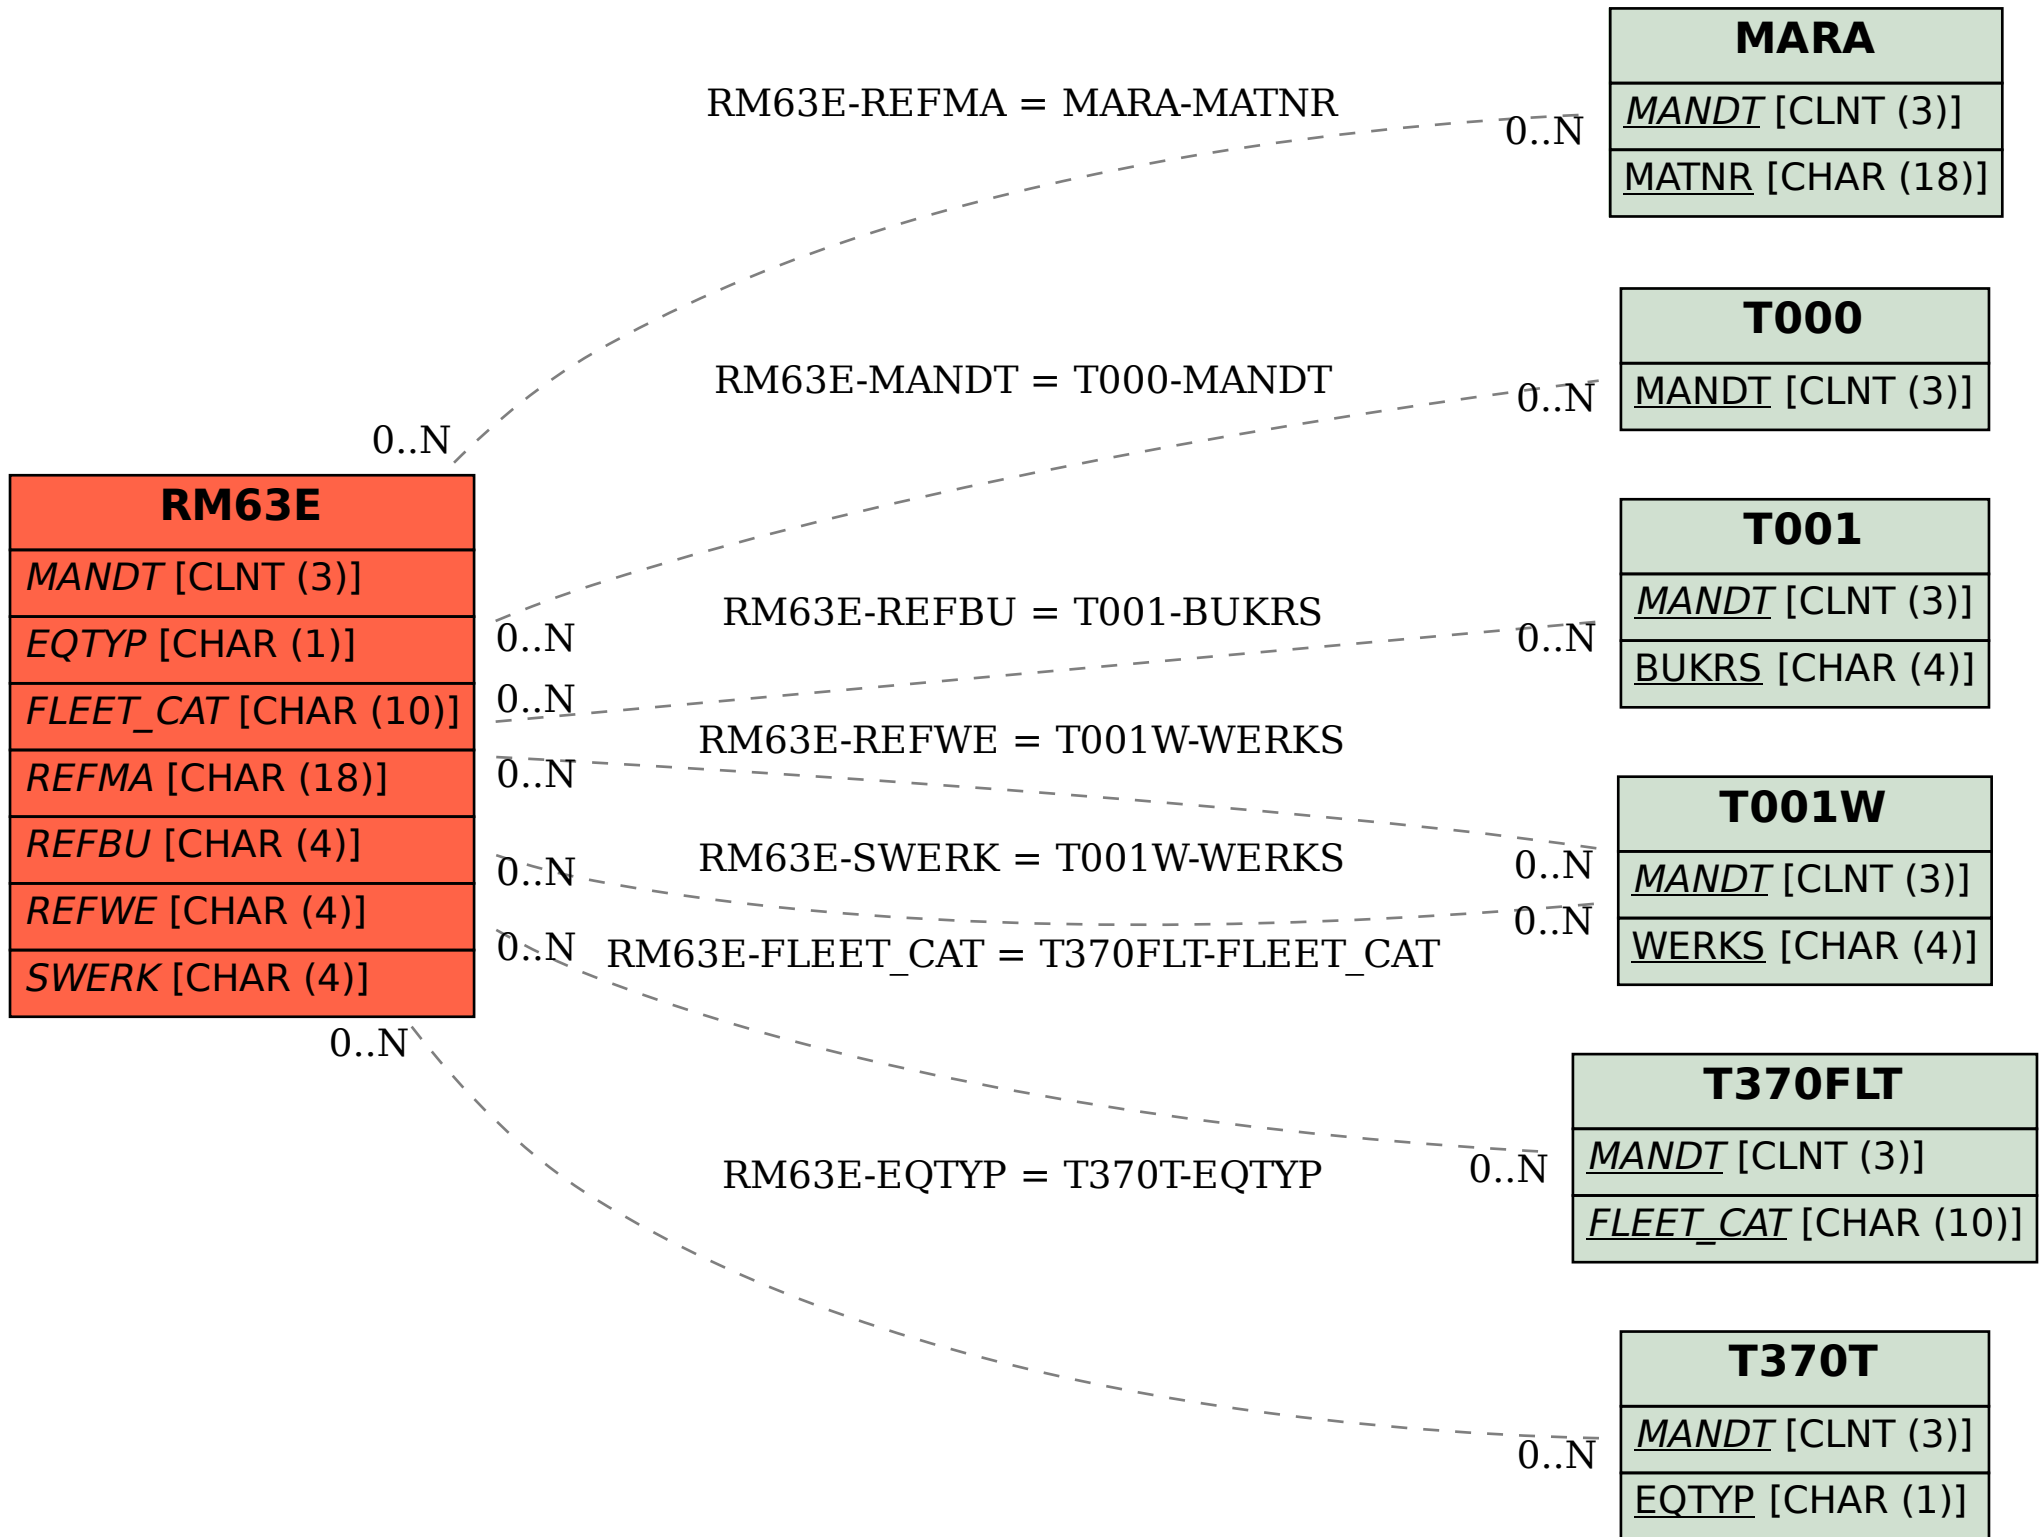 MARA
MANDT [CLNT (3)]
MATNR [CHAR (18)]
RM63E-REFMA = MARA-MATNR
0..N
0..N
T000
MANDT [CLNT (3)]
RM63E-MANDT = T000-MANDT
0..N
0..N
RM63E
MANDT [CLNT (3)]
EQTYP [CHAR (1)]
FLEET_CAT [CHAR (10)]
REFMA [CHAR (18)]
REFBU [CHAR (4)]
REFWE [CHAR (4)]
SWERK [CHAR (4)]
T001
MANDT [CLNT (3)]
BUKRS [CHAR (4)]
RM63E-REFBU = T001-BUKRS
0..N
0..N
RM63E-REFWE = T001W-WERKS
0..N
0..N
T001W
MANDT [CLNT (3)]
WERKS [CHAR (4)]
RM63E-SWERK = T001W-WERKS
0..N
0..N
RM63E-FLEET_CAT = T370FLT-FLEET_CAT
0..N
0..N
T370FLT
MANDT [CLNT (3)]
FLEET_CAT [CHAR (10)]
RM63E-EQTYP = T370T-EQTYP
0..N
0..N
T370T
MANDT [CLNT (3)]
EQTYP [CHAR (1)]